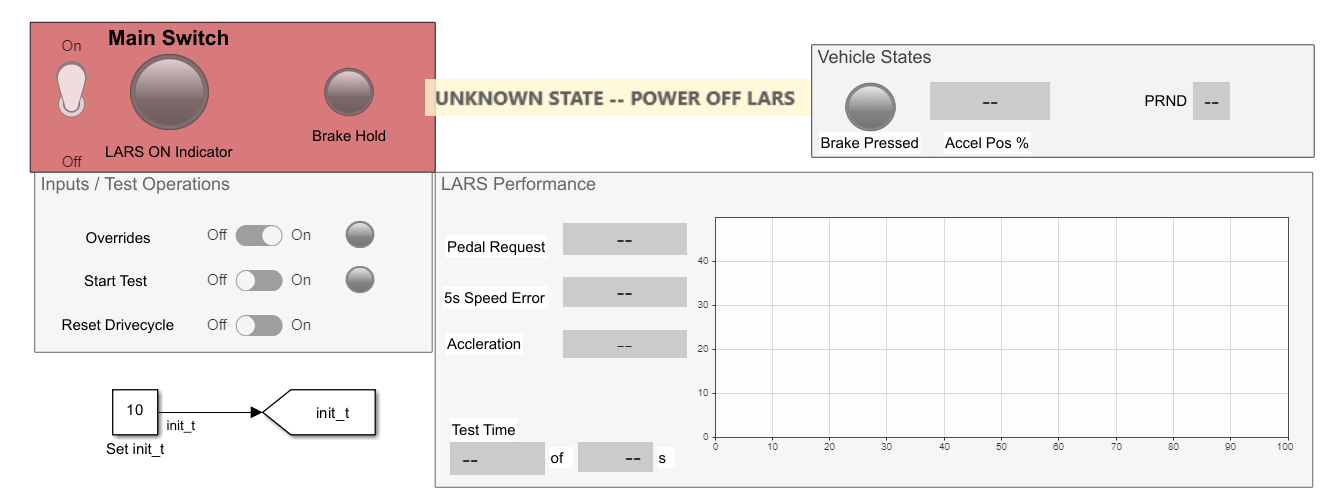 Main Switch
On
Off
LARS ON Indicator
Brake Hold
UNKNOWN STATE -- POWER OFF LARS
Vehicle States
Brake Pressed
--
Accel Pos %
PRND --
Inputs / Test Operations
Overrides Off On
Start Test Off On
Reset Drivecycle Off On
10
init_t
Set init_t
init_t
LARS Performance
Pedal Request --
5s Speed Error --
Accleration --
Test Time
-- of -- s
40
30
20
10
0
0 10 20 30 40 50 60 70 80 90 100